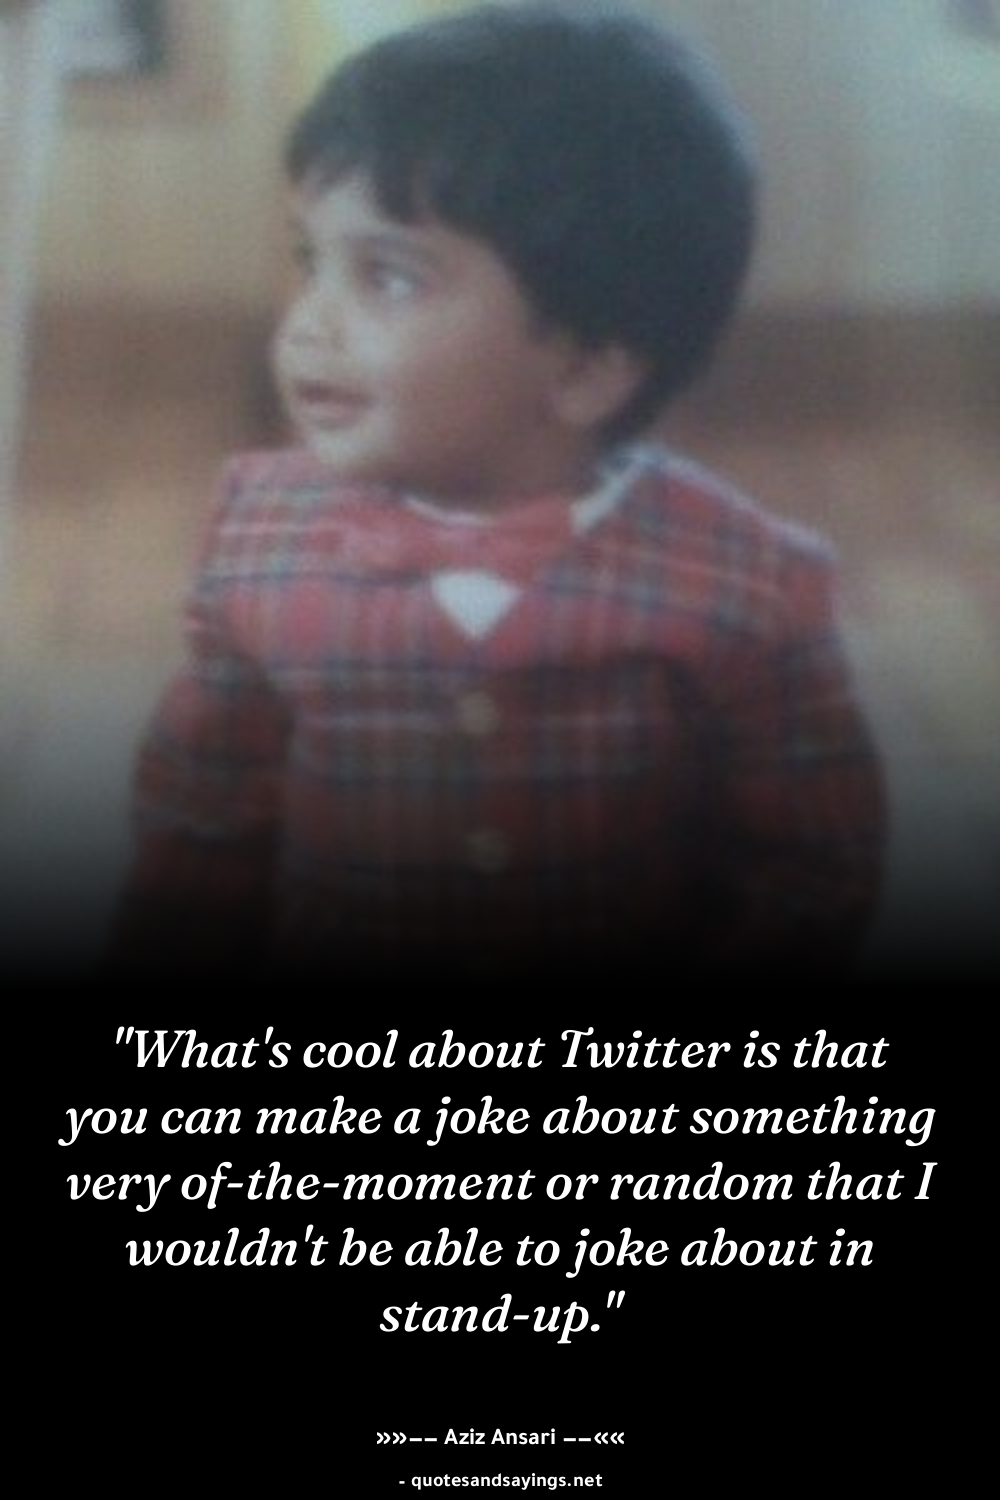 "What's cool about Twitter is that
you can make a joke about something
very of-the-moment or random that I
wouldn't be able to joke about in
stand-up."
»»–– Aziz Ansari ––««
- quotesandsayings.net